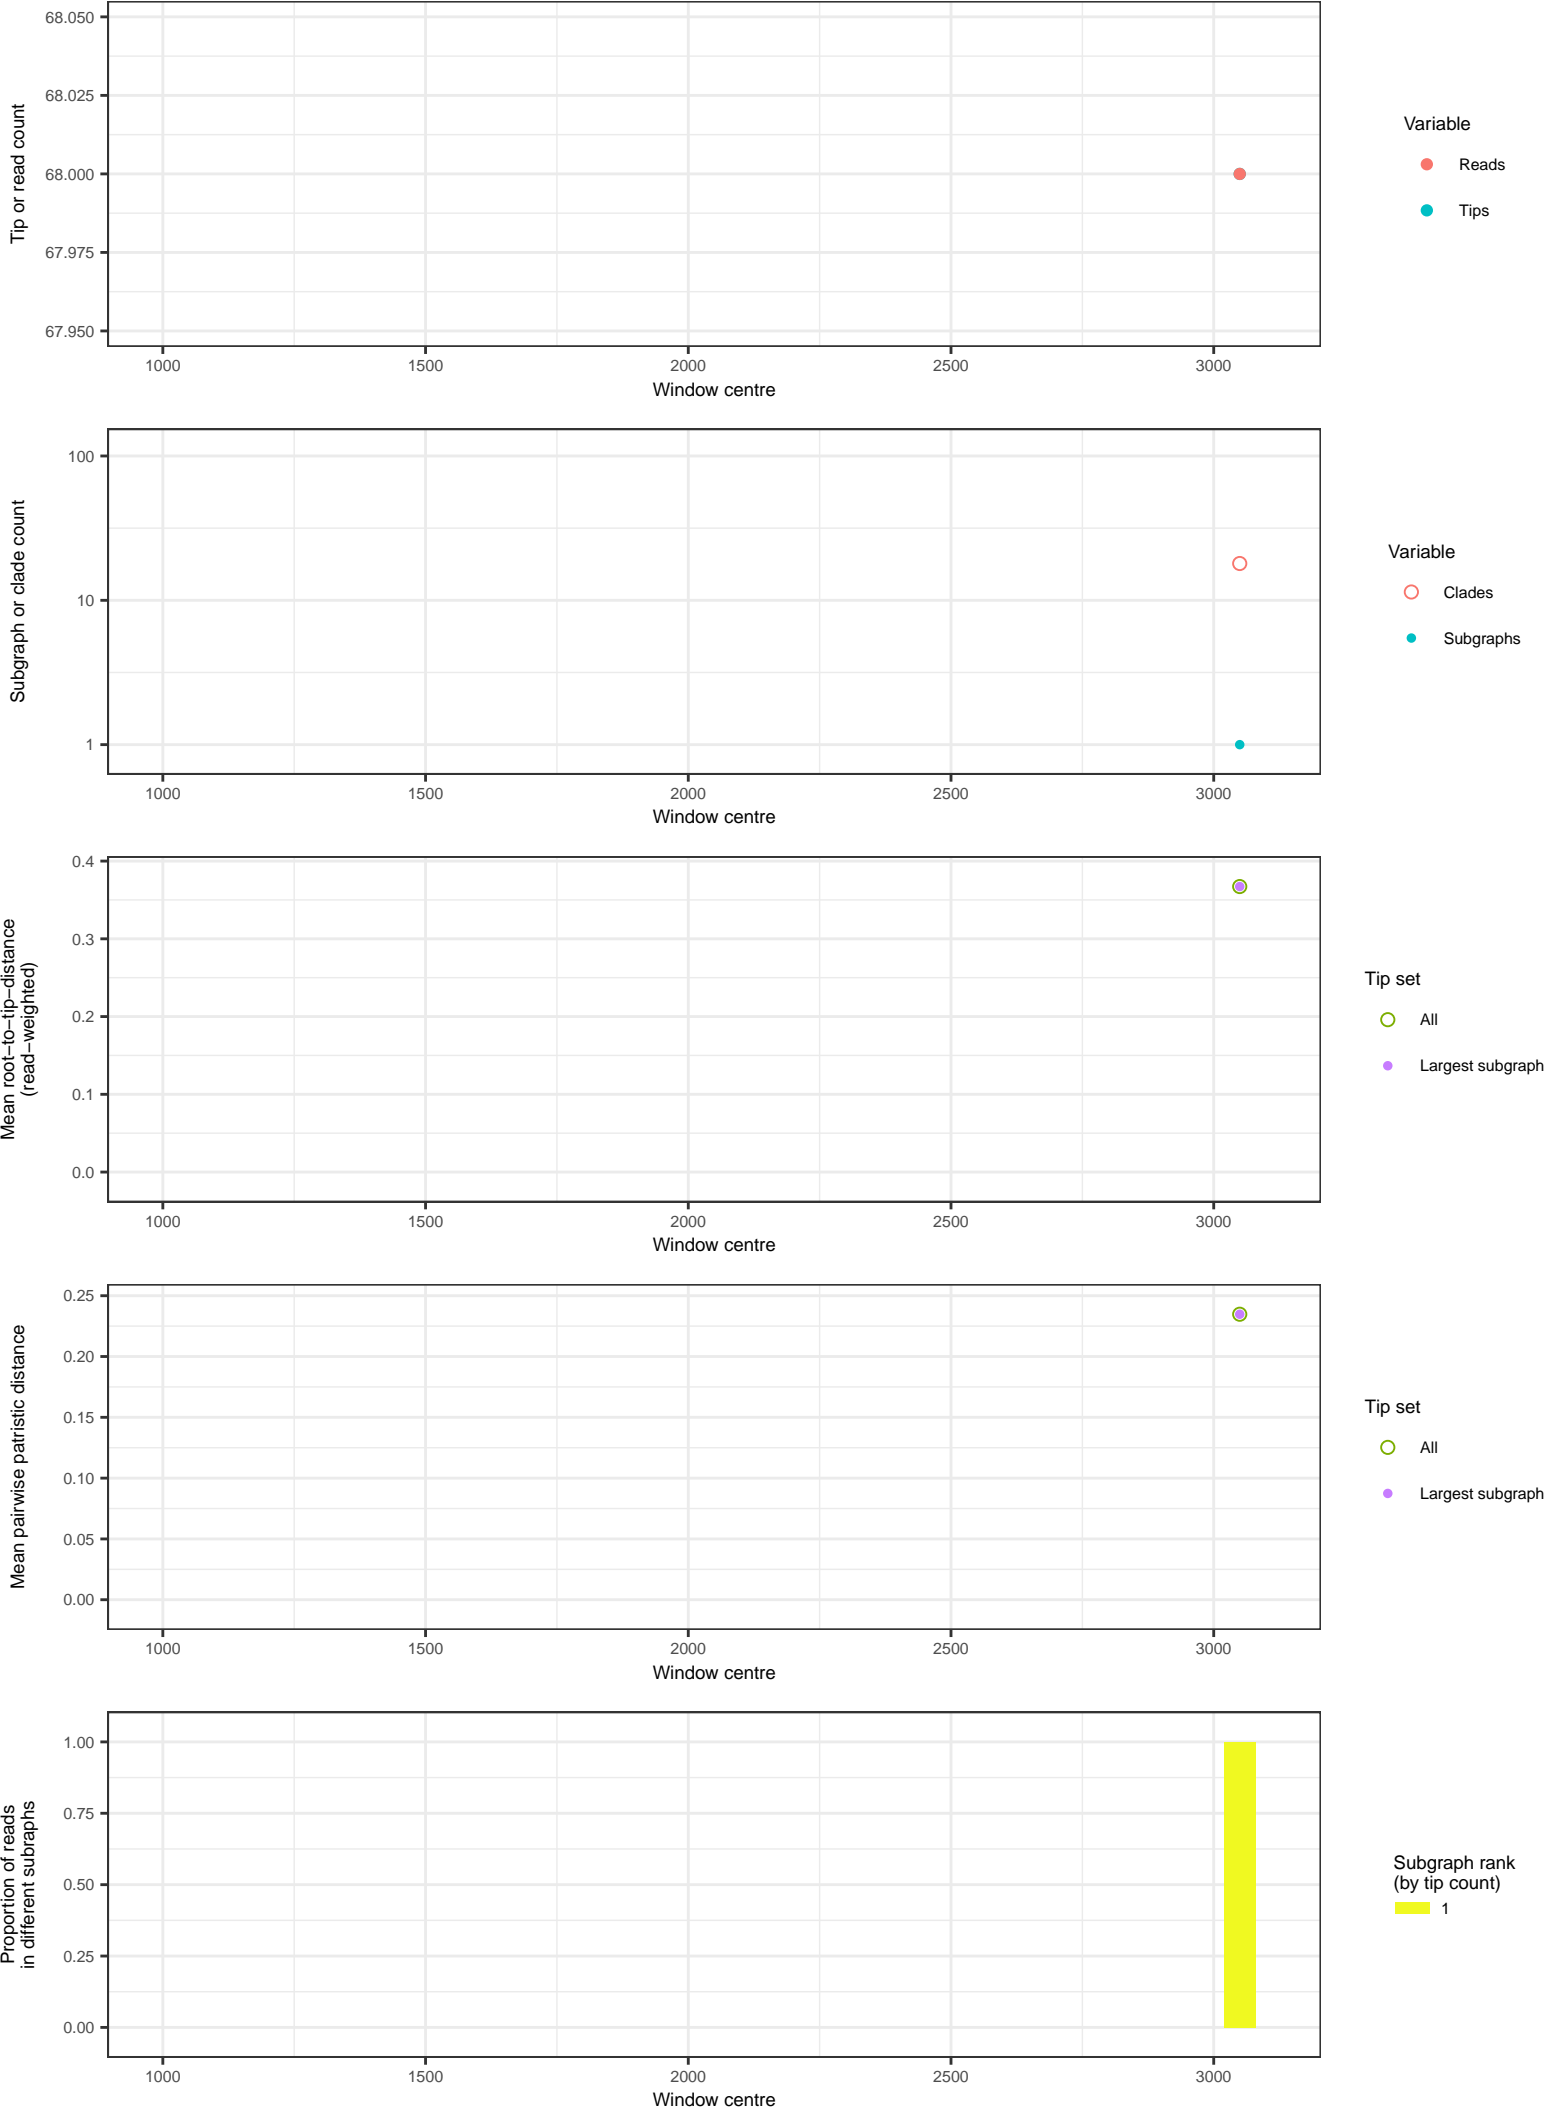 68.050
68.025
68.000
67.975
67.950
Tip or read count
1000 1500 2000 2500 3000
Window centre
Variable
Reads
Tips
100
10
1
Subgraph or clade count
1000 1500 2000 2500 3000
Window centre
Variable
Clades
Subgraphs
0.4
0.3
0.2
0.1
0.0
Mean root−to−tip−distance
(read−weighted)
1000 1500 2000 2500 3000
Window centre
Tip set
All
Largest subgraph
0.25
0.20
0.15
0.10
0.05
0.00
Mean pairwise patristic distance
1000 1500 2000 2500 3000
Window centre
Tip set
All
Largest subgraph
1.00
0.75
0.50
0.25
0.00
Proportion of reads
in different subraphs
1000 1500 2000 2500 3000
Window centre
Subgraph rank
(by tip count)
1